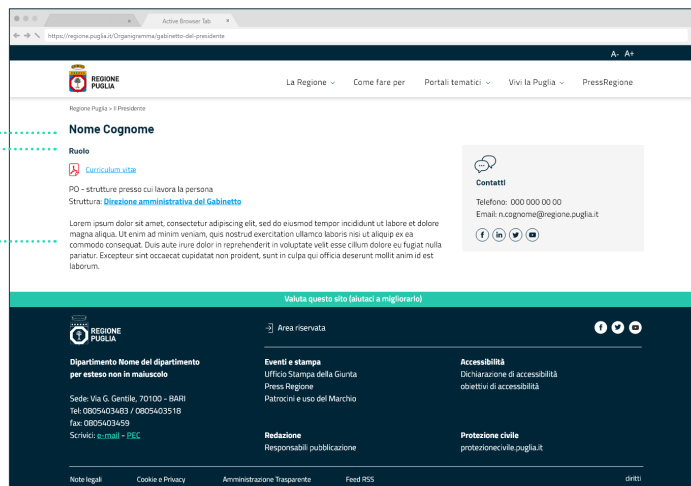 × Active Browser Tab ×
https://regione.puglia.it/Organigramma/gabinetto-del-presidente
A- A+
REGIONE
PUGLIA
La Regione Come fare per Portali tematici Vivi la Puglia PressRegione
Regione Puglia > Il Presidente
Nome Cognome
Ruolo
Curriculum vitæ
PO - strutture presso cui lavora la persona
Struttura: Direzione amministrativa del Gabinetto
Lorem ipsum dolor sit amet, consectetur adipiscing elit, sed do eiusmod tempor incididunt ut labore et dolore
magna aliqua. Ut enim ad minim veniam, quis nostrud exercitation ullamco laboris nisi ut aliquip ex ea
commodo consequat. Duis aute irure dolor in reprehenderit in voluptate velit esse cillum dolore eu fugiat nulla
pariatur. Excepteur sint occaecat cupidatat non proident, sunt in culpa qui officia deserunt mollit anim id est
laborum.
Contatti
Telefono: 000 000 00 00
Email: n.cognome@regione.puglia.it
Valuta questo sito (aiutaci a migliorarlo)
REGIONE
PUGLIA
Area riservata
Dipartimento Nome del dipartimento
per esteso non in maiuscolo
Sede: Via G. Gentile, 70100 - BARI
Tel: 0805403483 / 0805403518
fax: 0805403459
Scrivici: e-mail - PEC
Eventi e stampa
Ufficio Stampa della Giunta
Press Regione
Patrocini e uso del Marchio
Redazione
Responsabili pubblicazione
Accessibilità
Dichiarazione di accessibilità
obiettivi di accessibilità
Protezione civile
protezionecivile.puglia.it
Note legali Cookie e Privacy Amministrazione Trasparente Feed RSS diritti